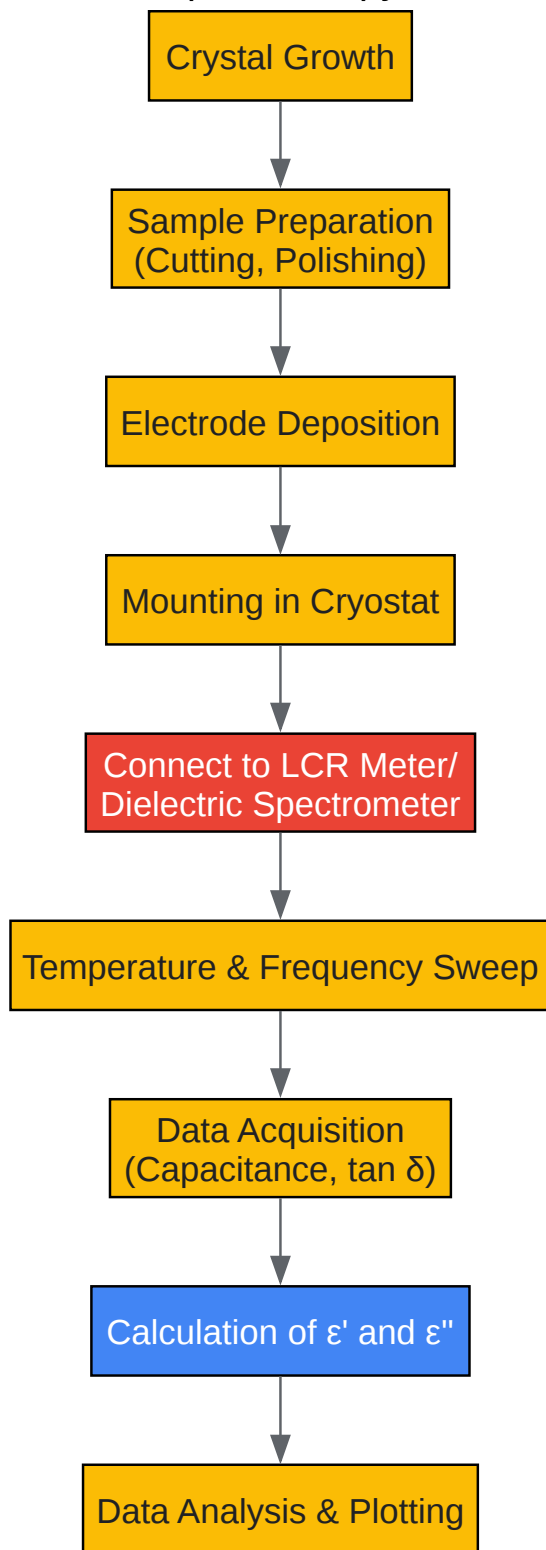 Crystal Growth
Sample Preparation
(Cutting, Polishing)
Electrode Deposition
Mounting in Cryostat
Connect to LCR Meter/
Dielectric Spectrometer
Temperature & Frequency Sweep
Data Acquisition
(Capacitance, tan δ)
Calculation of ε' and ε''
Data Analysis & Plotting